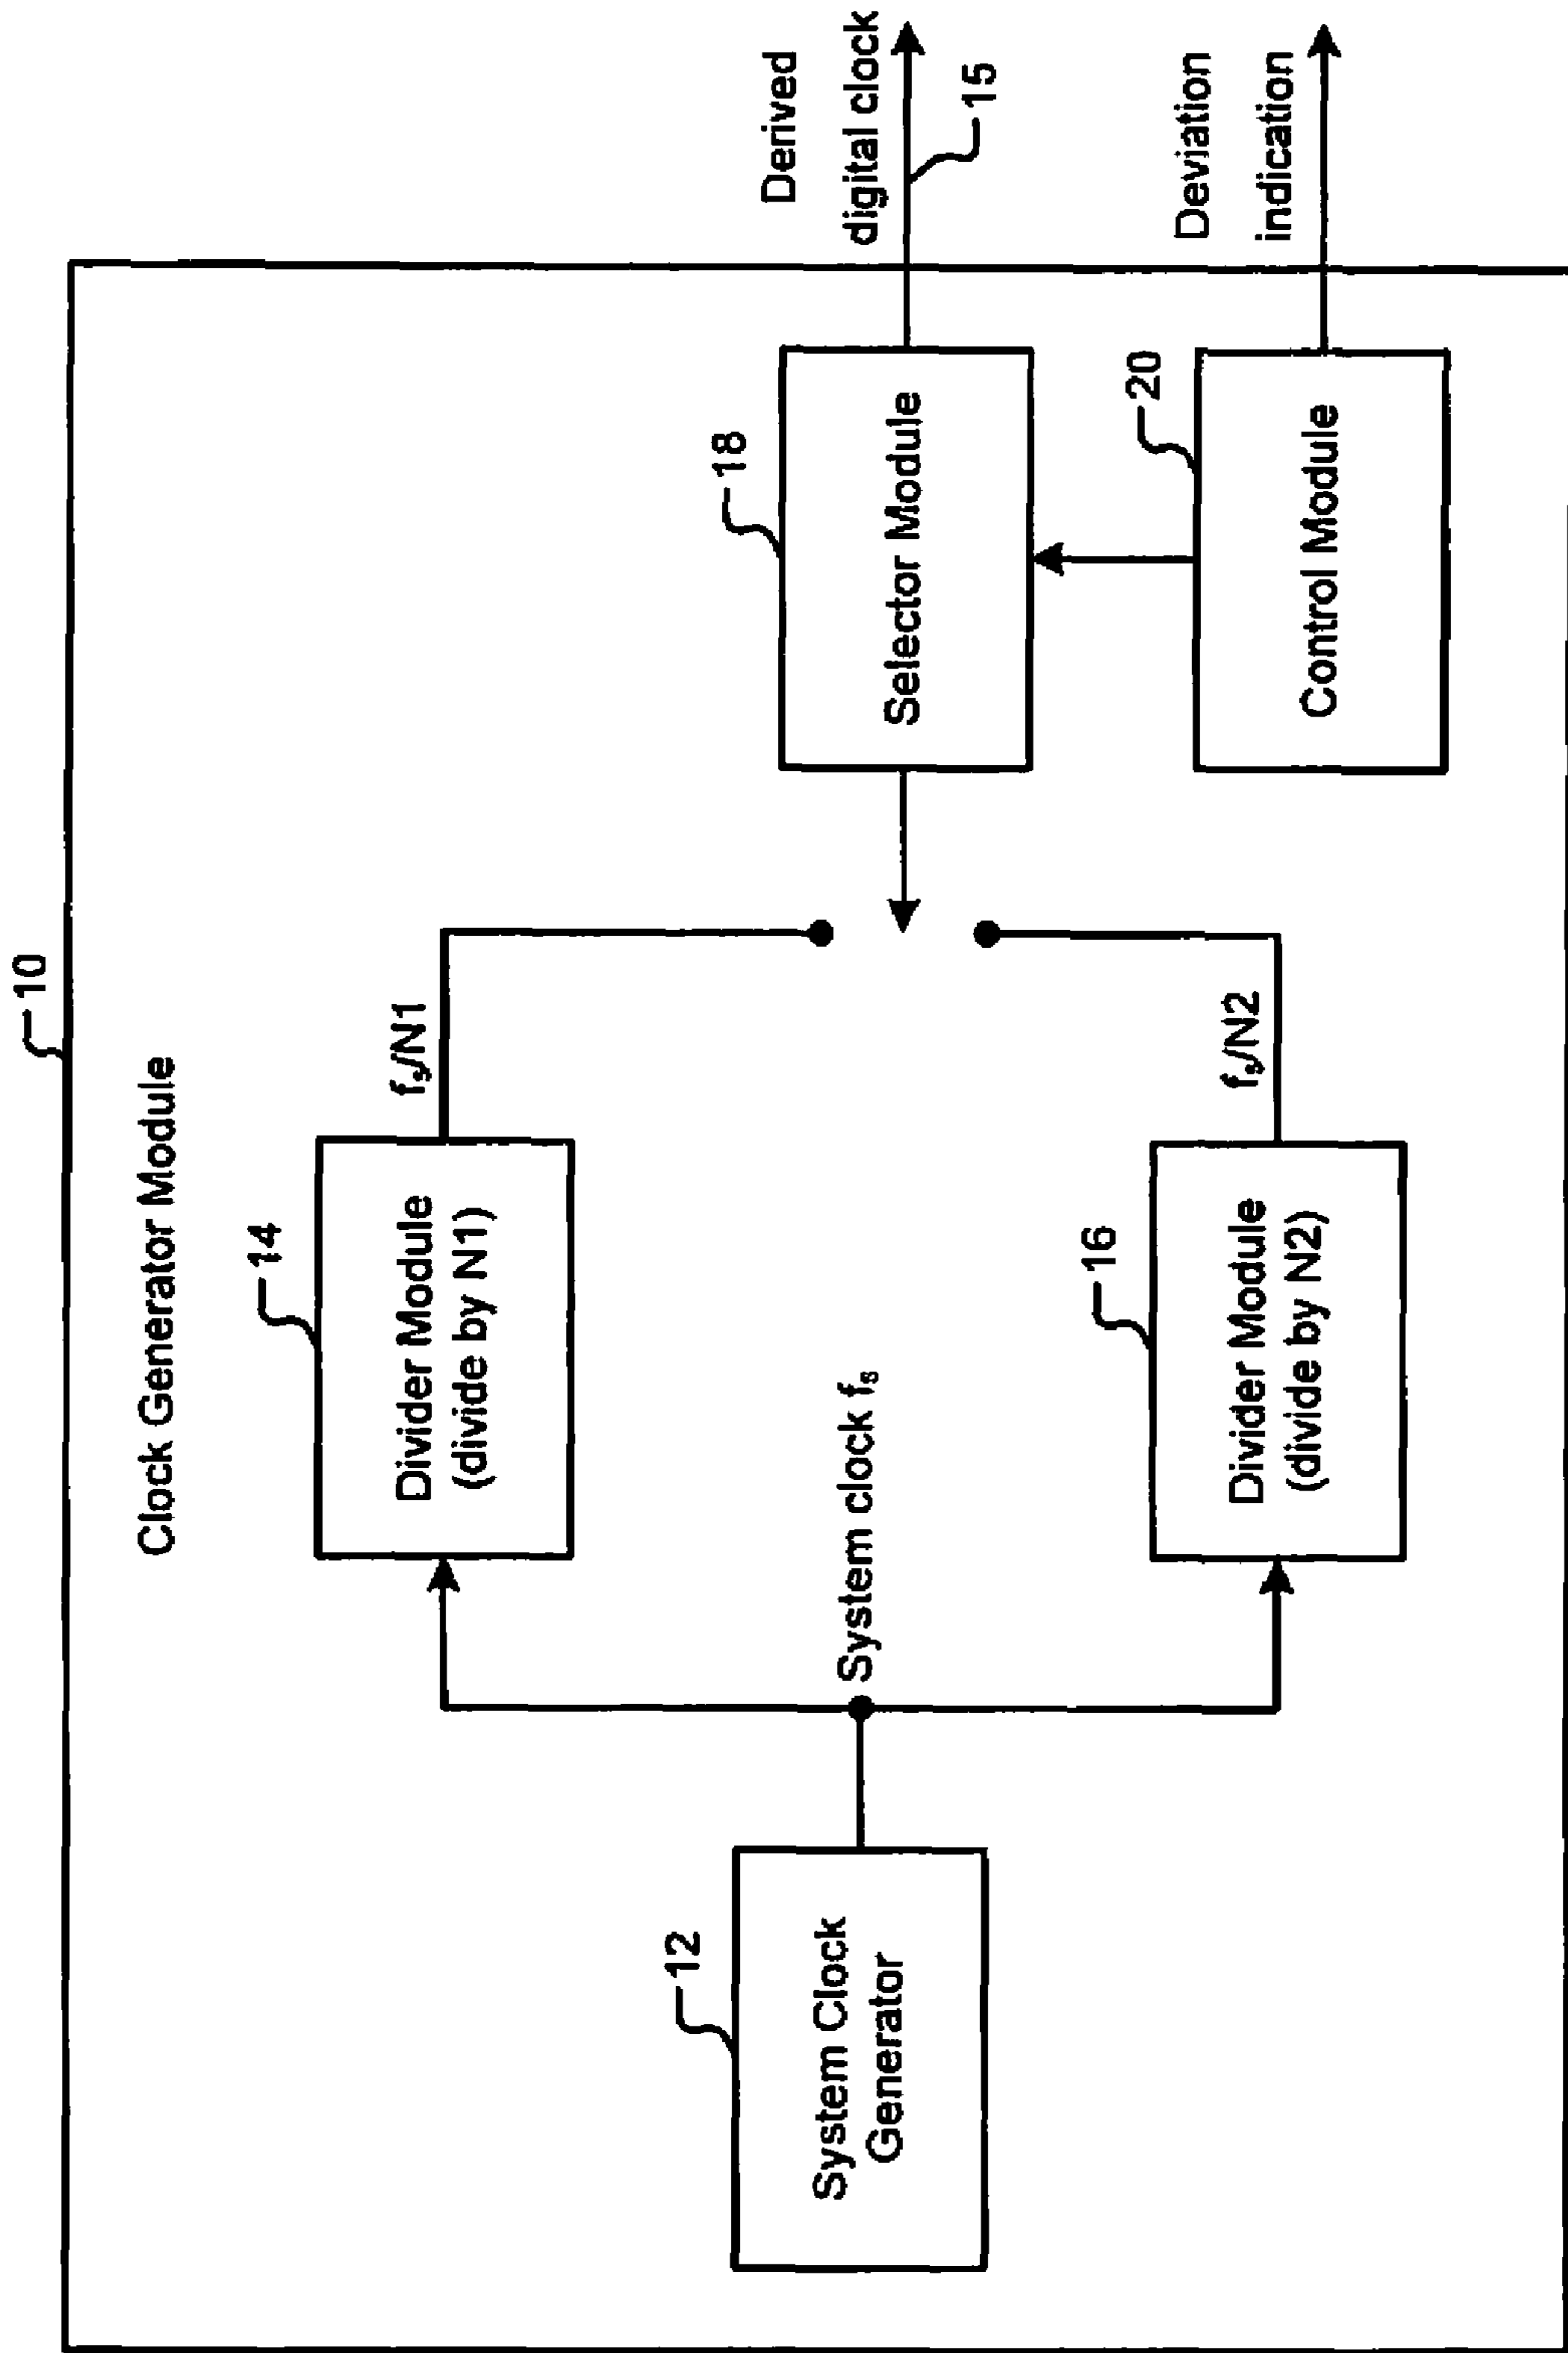 10
Clock Generator Module
12
System Clock
Generator
System clock fs
14
Divider Module
(divide by N1)
fs/N1
16
Divider Module
(divide by N2)
fs/N2
18
Selector Module
20
Control Module
Derived
digital clock
15
Deviation
indication